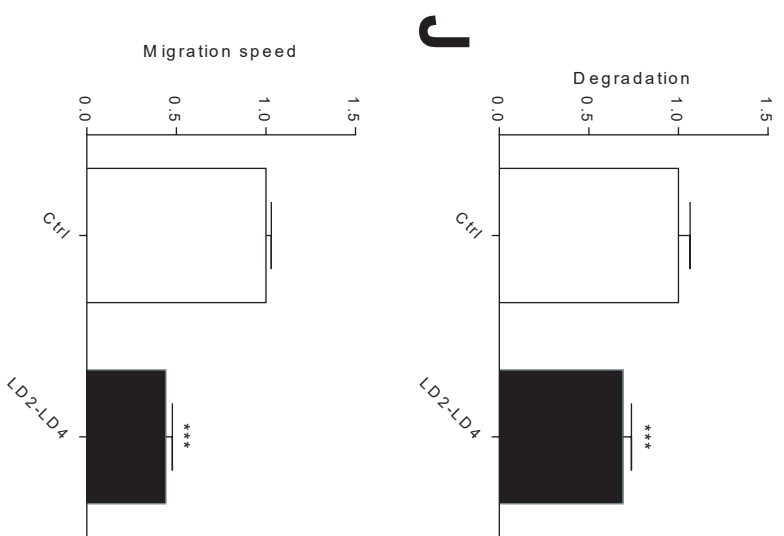 1.5
1.0
0.5
0.0
Degradation
***
Ctrl
LD2-LD4
J
1.5
1.0
0.5
0.0
Migration speed
***
Ctrl
LD2-LD4